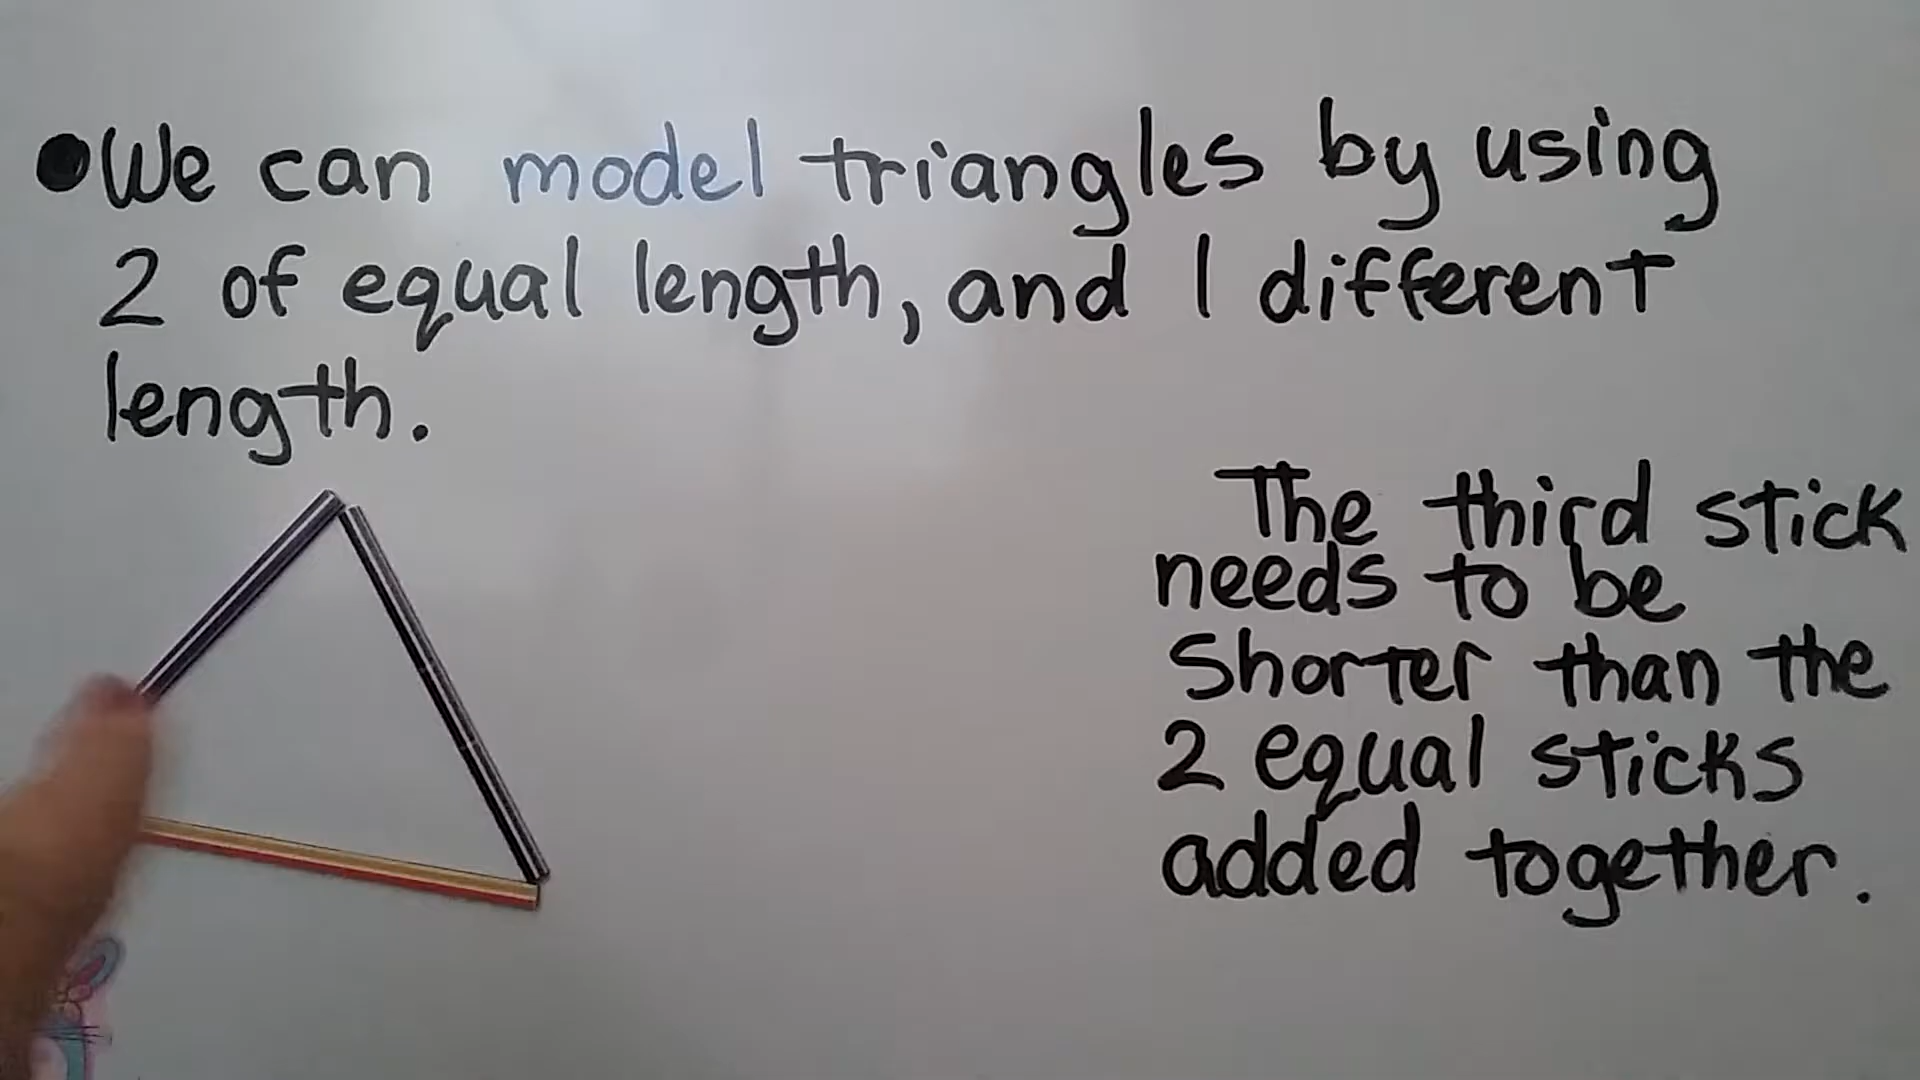 We can model triangles by using
2 of equal length, and 1 different
length.
The third stick
needs to be
shorter than the
2 equal sticks
added together.